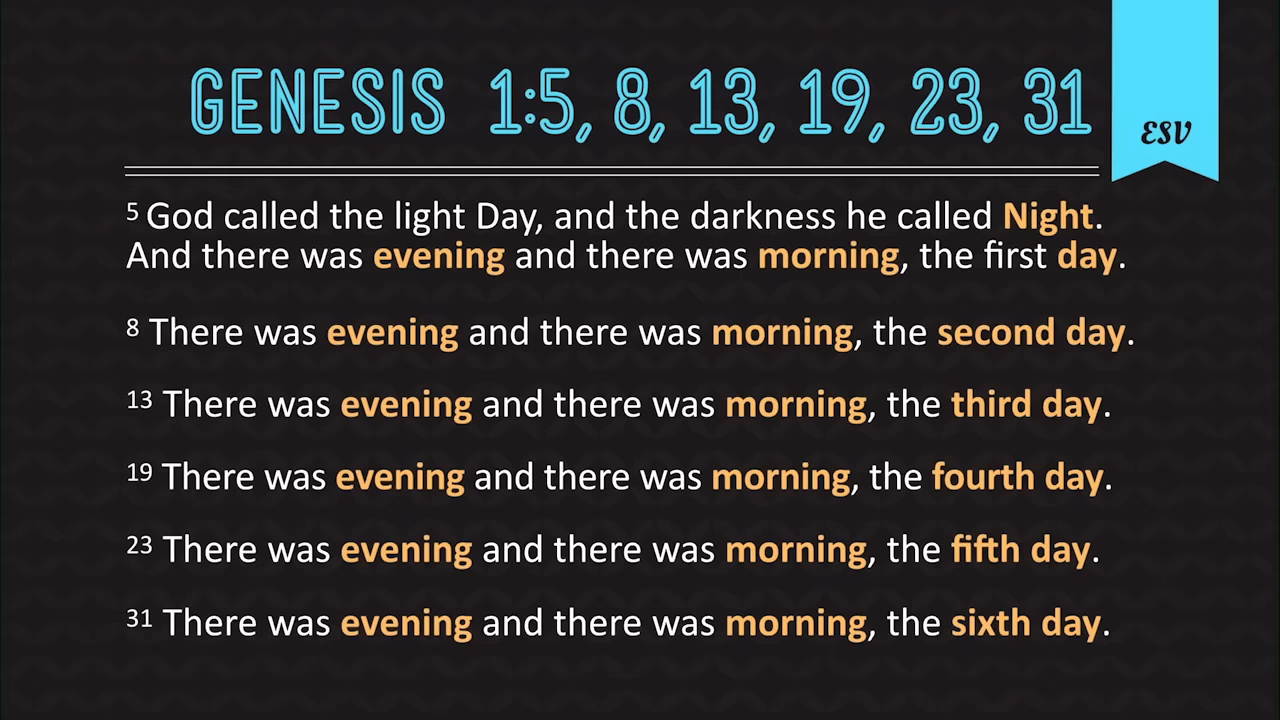 GENESIS 1:5, 8, 13, 19, 23, 31
ESV
5 God called the light Day, and the darkness he called Night.
And there was evening and there was morning, the first day.
8 There was evening and there was morning, the second day.
13 There was evening and there was morning, the third day.
19 There was evening and there was morning, the fourth day.
23 There was evening and there was morning, the fifth day.
31 There was evening and there was morning, the sixth day.